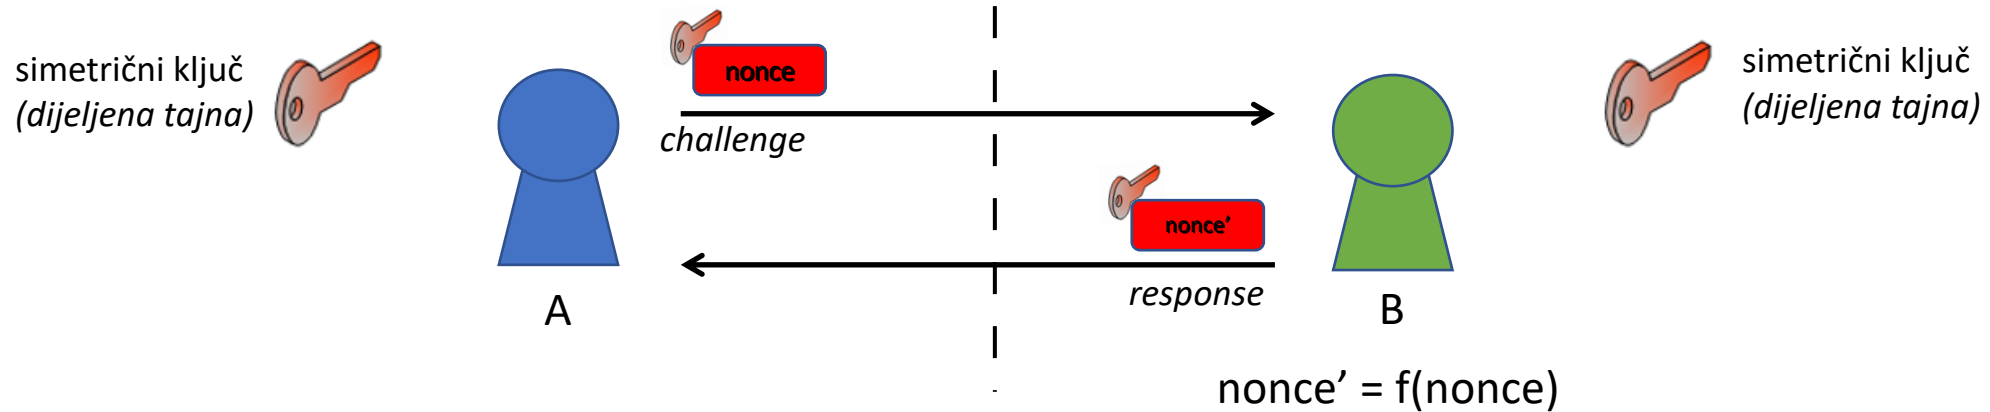 simetrični ključ
(dijeljena tajna)
nonce
challenge
nonce’
response
A
B
nonce’ = f(nonce)
simetrični ključ
(dijeljena tajna)